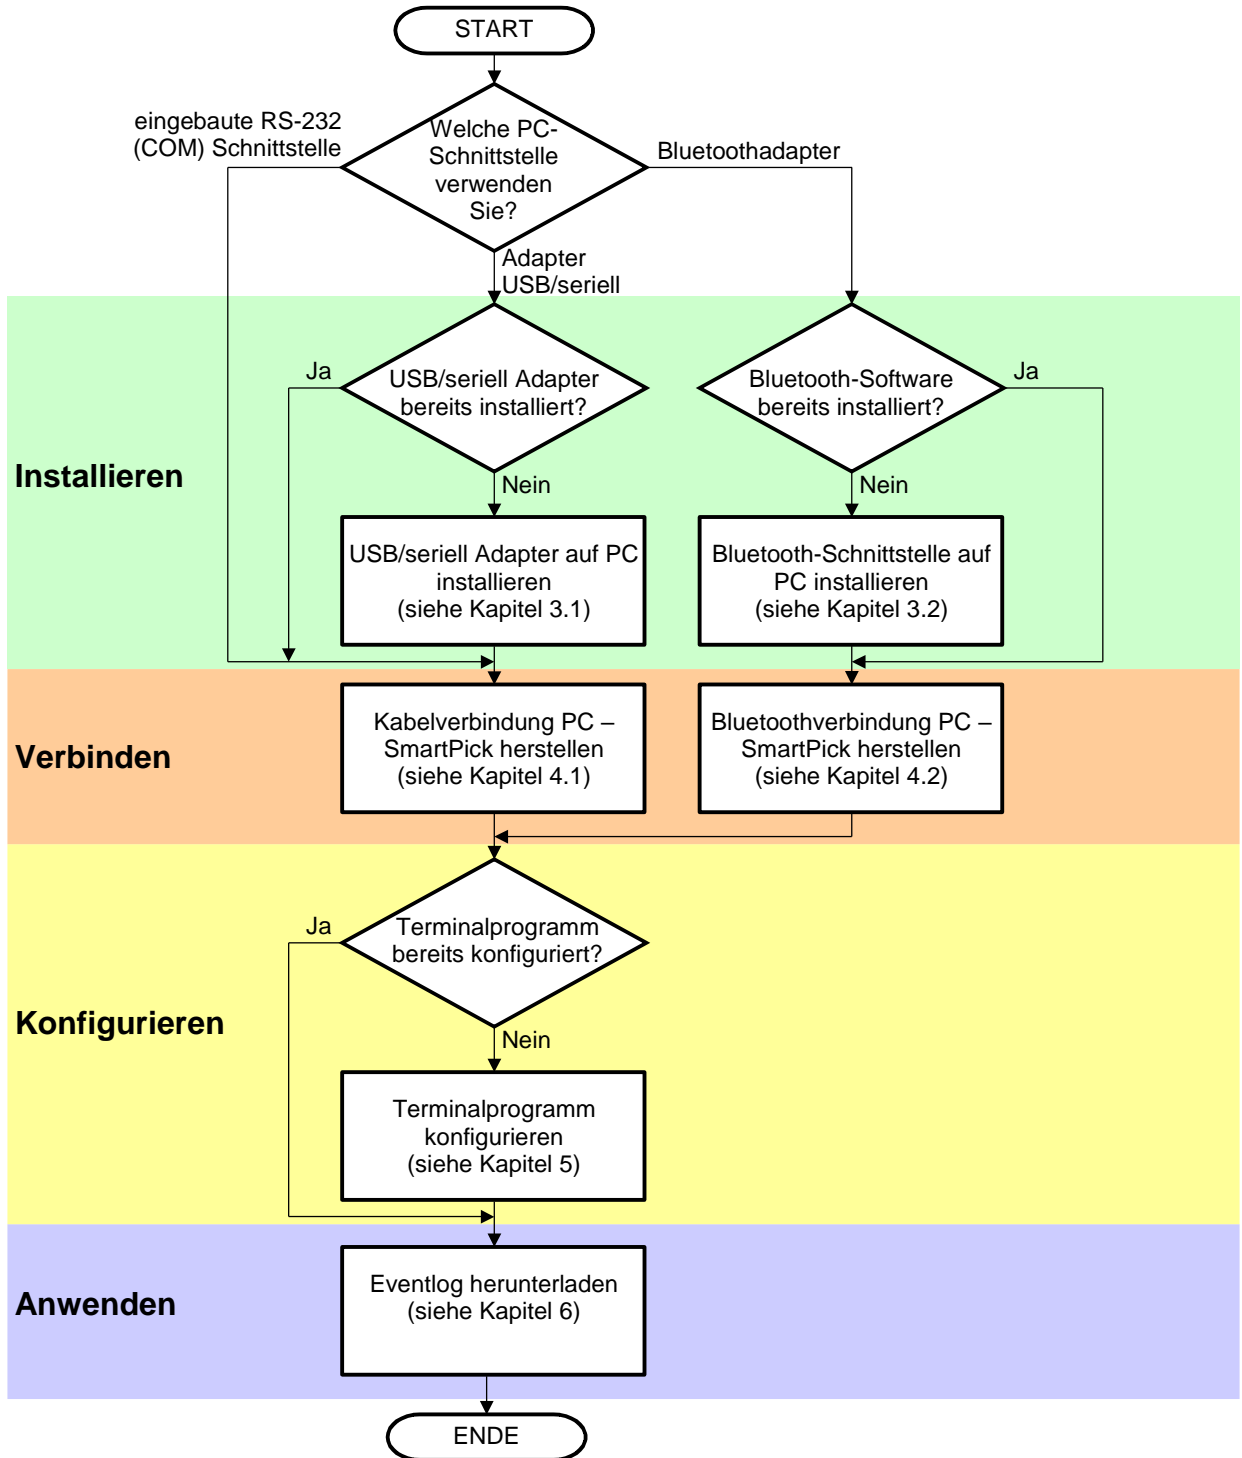 START
eingebaute RS-232
(COM) Schnittstelle
Welche PC-
Schnittstelle
verwenden
Sie?
Bluetoothadapter
Adapter
USB/seriell
Ja
USB/seriell Adapter
bereits installiert?
Bluetooth-Software
bereits installiert?
Ja
Installieren
Nein
Nein
USB/seriell Adapter auf PC
installieren
(siehe Kapitel 3.1)
Bluetooth-Schnittstelle auf
PC installieren
(siehe Kapitel 3.2)
Verbinden
Kabelverbindung PC –
SmartPick herstellen
(siehe Kapitel 4.1)
Bluetoothverbindung PC –
SmartPick herstellen
(siehe Kapitel 4.2)
Ja
Terminalprogramm
bereits konfiguriert?
Konfigurieren
Nein
Terminalprogramm
konfigurieren
(siehe Kapitel 5)
Anwenden
Eventlog herunterladen
(siehe Kapitel 6)
ENDE